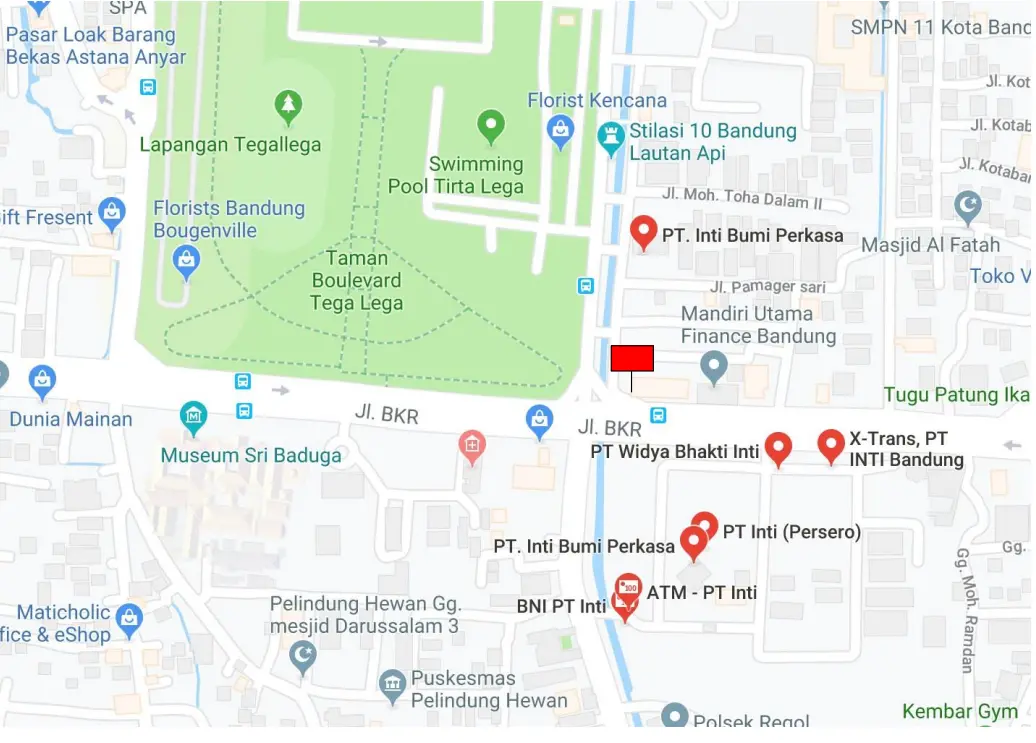 SPA
Pasar Loak Barang
Bekas Astana Anyar
SMPN 11 Kota Band
Jl. Kot
Florist Kencana
Jl. Kotaba
Stilasi 10 Bandung
Lautan Api
Lapangan Tegallega
Swimming
Pool Tirta Lega
Jl. Kotabar
Jl. Moh. Toha Dalam II
ift Fresent
Florists Bandung
Bougenville
PT. Inti Bumi Perkasa
Masjid Al Fatah
Taman
Boulevard
Tega Lega
Toko V
Jl. Pamager sari
Mandiri Utama
Finance Bandung
Tugu Patung Ika
Dunia Mainan
Jl. BKR
Jl. BKR
Museum Sri Baduga
M
PT Widya Bhakti Inti
X-Trans, PT
INTI Bandung
PT Inti (Persero)
PT. Inti Bumi Perkasa
Gg.
Gg. Moh. Ramdan
100
ATM - PT Inti
BNI PT Inti
Maticholic
ffice & eShop
Pelindung Hewan Gg.
mesjid Darussalam 3
Puskesmas
Pelindung Hewan
Polsek Regol
Kembar Gym